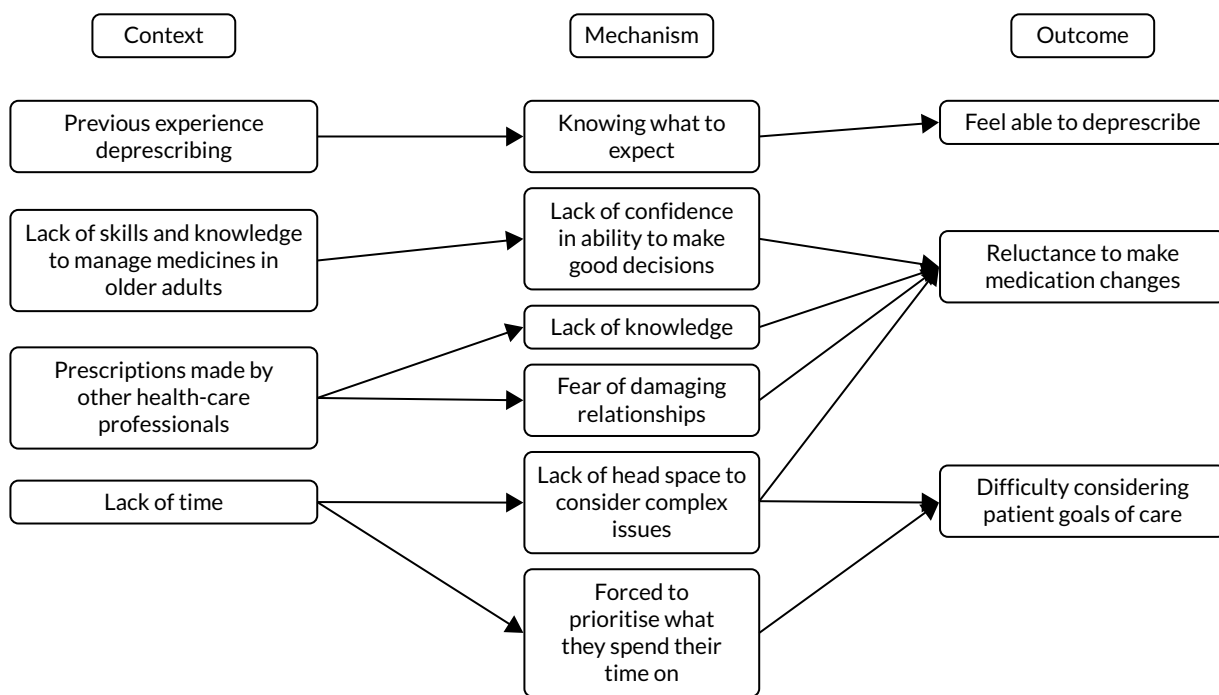 Context
Mechanism
Outcome
Previous experience
deprescribing
Knowing what to
expect
Feel able to deprescribe
Lack of skills and knowledge
to manage medicines in
older adults
Lack of confidence
in ability to make
good decisions
Reluctance to make
medication changes
Lack of knowledge
Prescriptions made by
other health-care
professionals
Fear of damaging
relationships
Lack of time
Lack of head space to
consider complex
issues
Difficulty considering
patient goals of care
Forced to
prioritise what
they spend their
time on